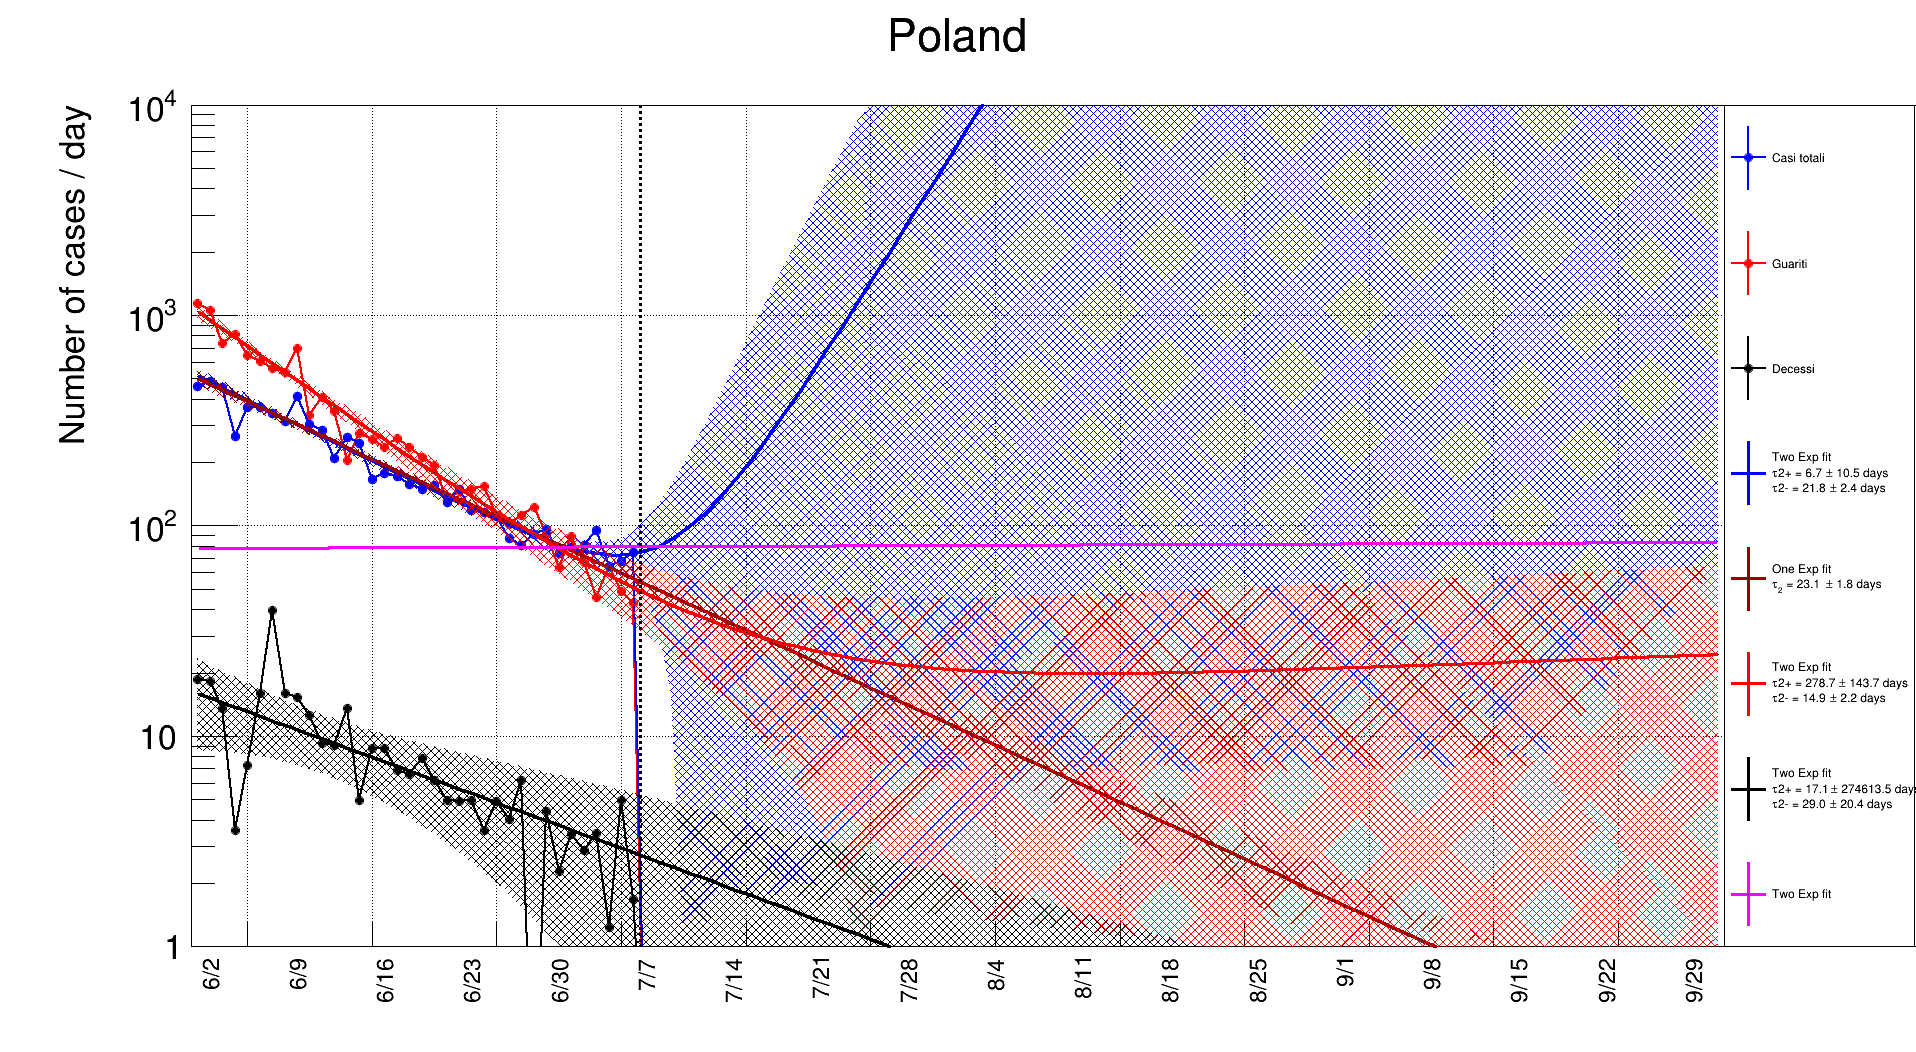 Poland
Number of cases / day
10^4
10^3
10^2
10
1
6/2
6/9
6/16
6/23
6/30
7/7
7/14
7/21
7/28
8/4
8/11
8/18
8/25
9/1
9/8
9/15
9/22
9/29
Casi totali
Guariti
Decessi
Two Exp fit
τ2+ = 6.7 ± 10.5 days
τ2- = 21.8 ± 2.4 days
One Exp fit
τ₂ = 23.1 ± 1.8 days
Two Exp fit
τ2+ = 278.7 ± 143.7 days
τ2- = 14.9 ± 2.2 days
Two Exp fit
τ2+ = 17.1 ± 274613.5 days
τ2- = 29.0 ± 20.4 days
Two Exp fit